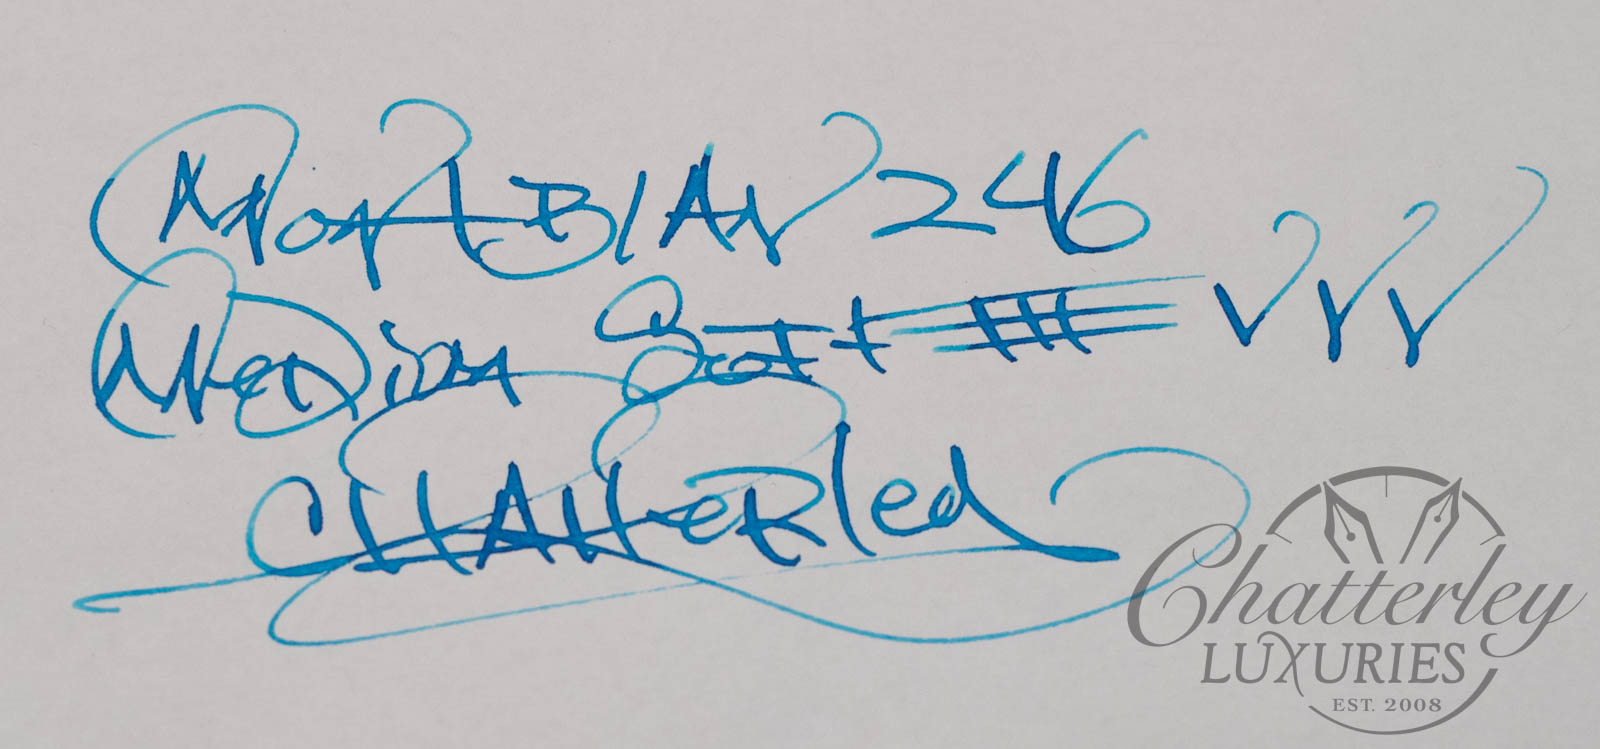 MontBlanc 246
Medium Soft
Chatterley
Chatterley
LUXURIES
EST. 2008